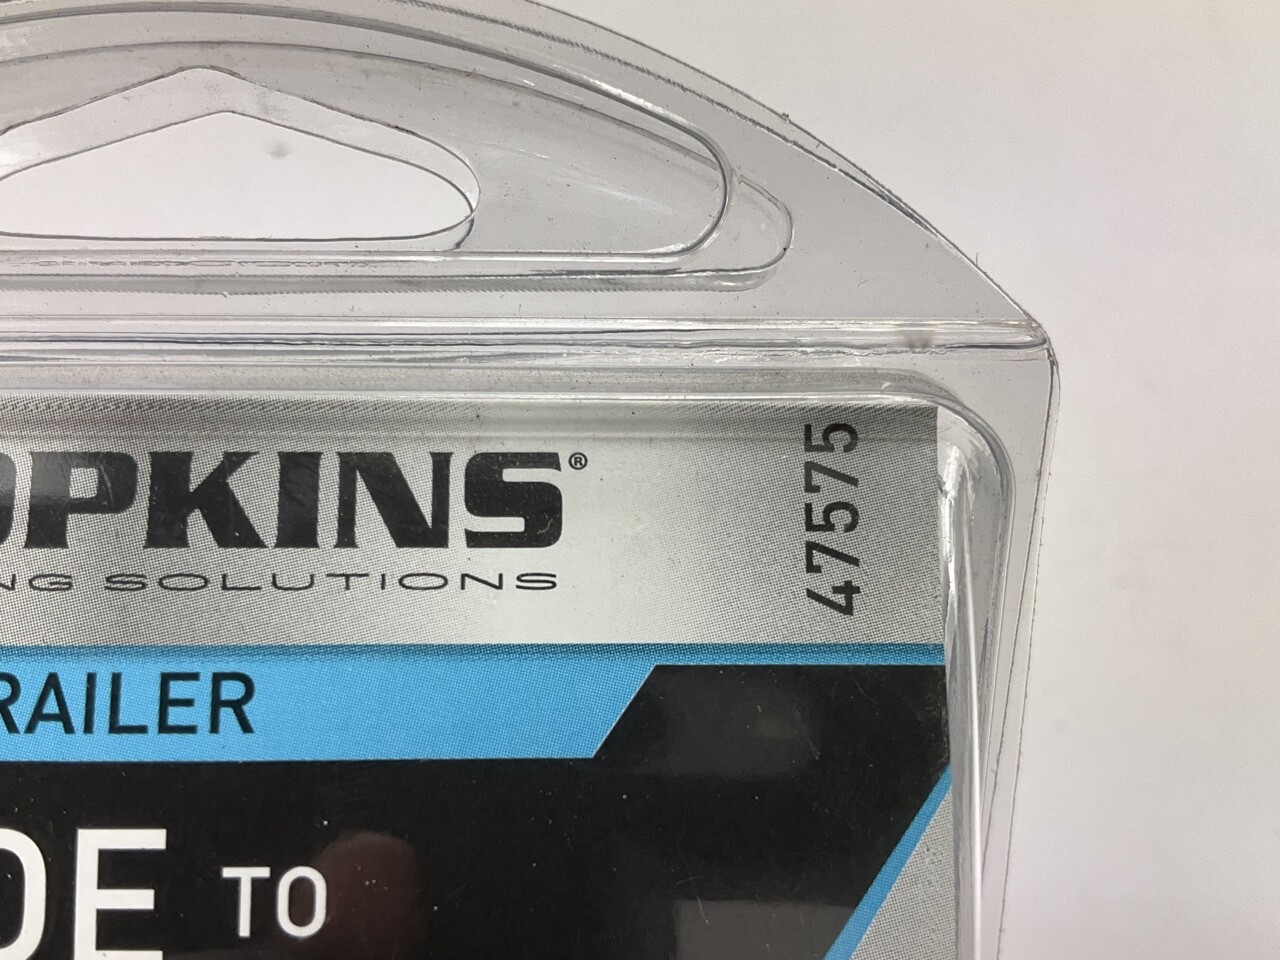 OPKINS®
NG SOLUTIONS
47575
RAILER
DE TO